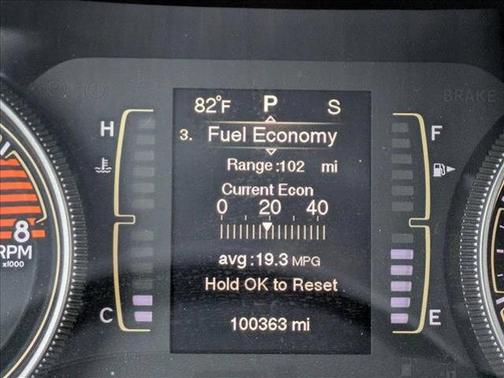 82°F P S
BRAKE
H
3. Fuel Economy
F
Range :102 mi
Current Econ
0 20 40
8
RPM
x1000
avg :19.3 MPG
Hold OK to Reset
C
100363 mi
E